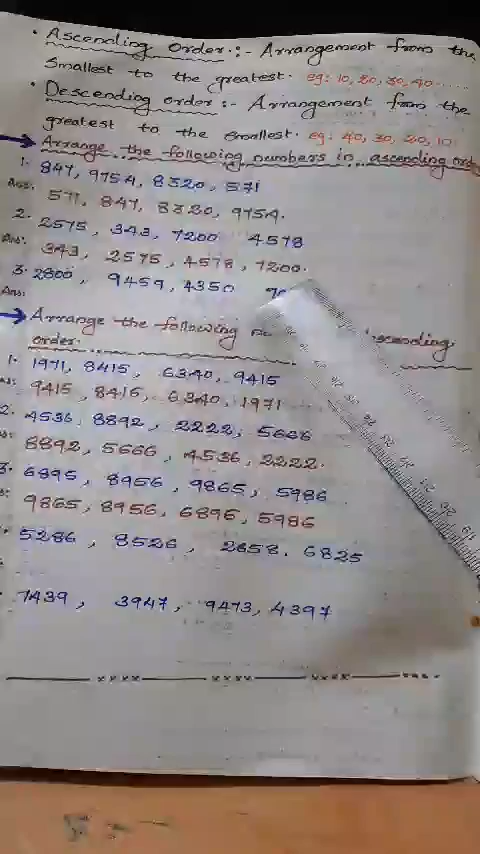 • Ascending order :- Arrangement from the
smallest to the greatest. eg: 10, 20, 30, 40 .....
• Descending order :- Arrangement from the
greatest to the smallest. eg: 40, 30, 20, 10.
→ Arrange the following numbers in ascending order
1. 847, 9754, 8320, 571
Ans: 571, 847, 8320, 9754.
2. 2575, 343, 7200 4578
Ans: 343, 2575, 4578, 7200.
3. 2800, 9459, 4350
Ans:
→ Arrange the following
order.
1. 1971, 8415, 6340, 9415
9415, 8415, 6340, 1971
2. 4536, 8892, 2222, 5666
8892, 5666, 4536, 2222.
3. 6895, 8956, 9865, 5986
9865, 8956, 6895, 5986
5286, 8526, 2658. 6825
7439, 3947, 9473, 4397
xxxx xxxx xxxx